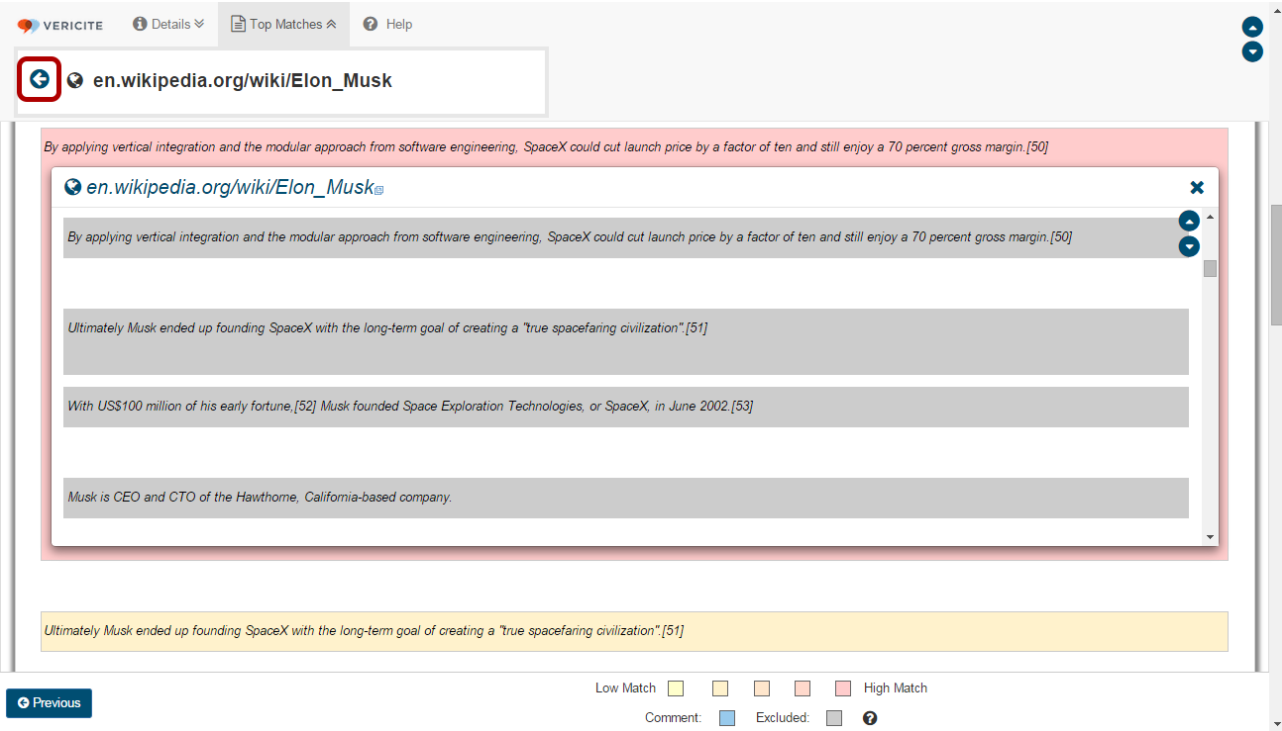 VERICITE Details Top Matches Help
en.wikipedia.org/wiki/Elon_Musk
By applying vertical integration and the modular approach from software engineering, SpaceX could cut launch price by a factor of ten and still enjoy a 70 percent gross margin.[50]
en.wikipedia.org/wiki/Elon_Musk
By applying vertical integration and the modular approach from software engineering, SpaceX could cut launch price by a factor of ten and still enjoy a 70 percent gross margin.[50]
Ultimately Musk ended up founding SpaceX with the long-term goal of creating a "true spacefaring civilization".[51]
With US$100 million of his early fortune,[52] Musk founded Space Exploration Technologies, or SpaceX, in June 2002.[53]
Musk is CEO and CTO of the Hawthorne, California-based company.
Ultimately Musk ended up founding SpaceX with the long-term goal of creating a "true spacefaring civilization".[51]
Low Match High Match
Previous
Comment: Excluded: